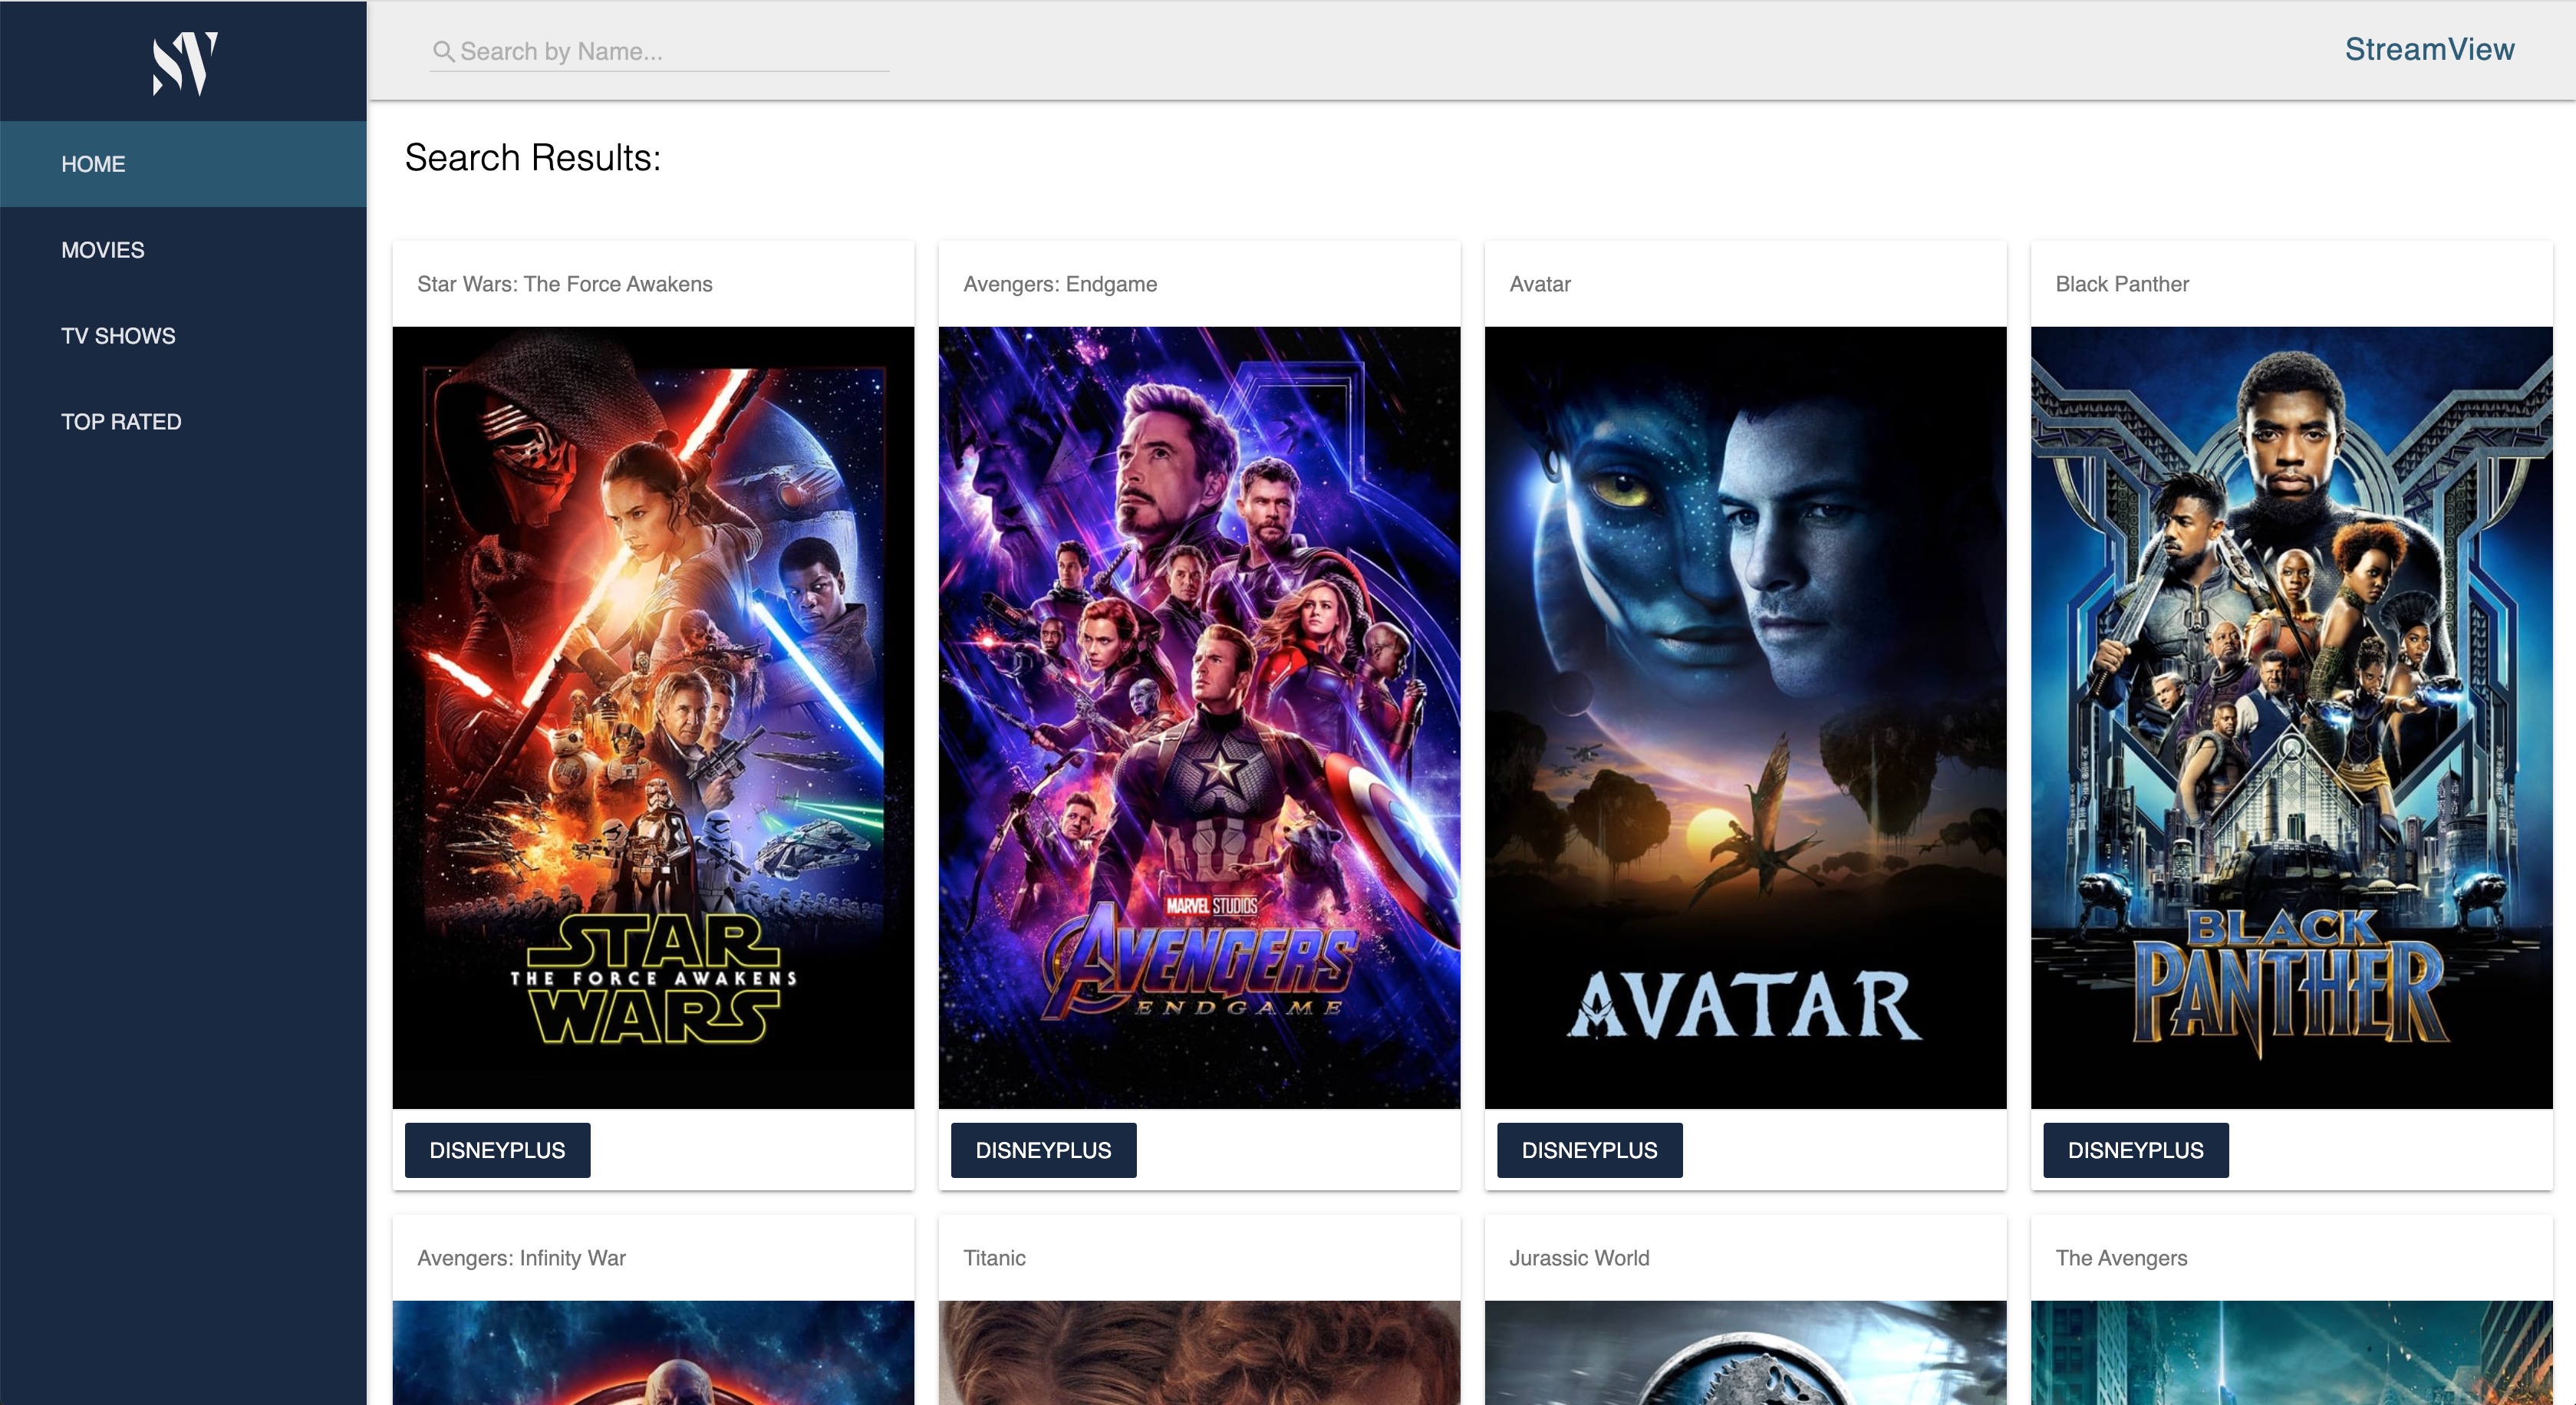 SV
Search by Name...
StreamView
HOME
MOVIES
TV SHOWS
TOP RATED
Search Results:
Star Wars: The Force Awakens
STAR
THE FORCE AWAKENS
WARS
DISNEYPLUS
Avengers: Endgame
MARVEL STUDIOS
AVENGERS
ENDGAME
DISNEYPLUS
Avatar
AVATAR
DISNEYPLUS
Black Panther
BLACK
PANTHER
DISNEYPLUS
Avengers: Infinity War
Titanic
Jurassic World
The Avengers